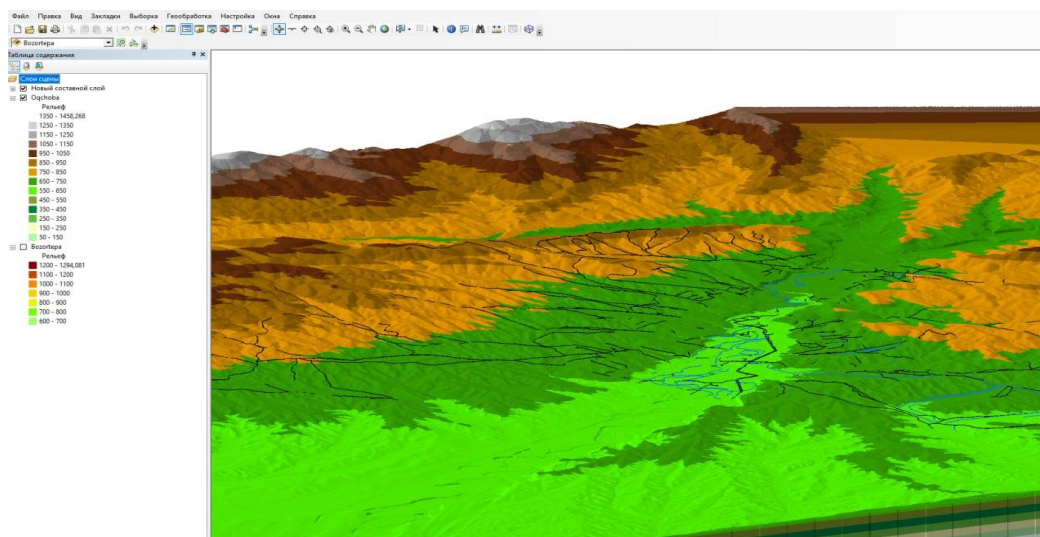 Файл Правка Вид Закладки Выборка Геообработка Настройка Окна Справка
Bozortepa
Таблица содержания
Слои сцены
Новый составной слой
Oqchoba
Рельеф
1350 - 1458,268
1250 - 1350
1150 - 1250
1050 - 1150
950 - 1050
850 - 950
750 - 850
650 - 750
550 - 650
450 - 550
350 - 450
250 - 350
150 - 250
50 - 150
Bozortepa
Рельеф
1200 - 1294,081
1100 - 1200
1000 - 1100
900 - 1000
800 - 900
700 - 800
600 - 700